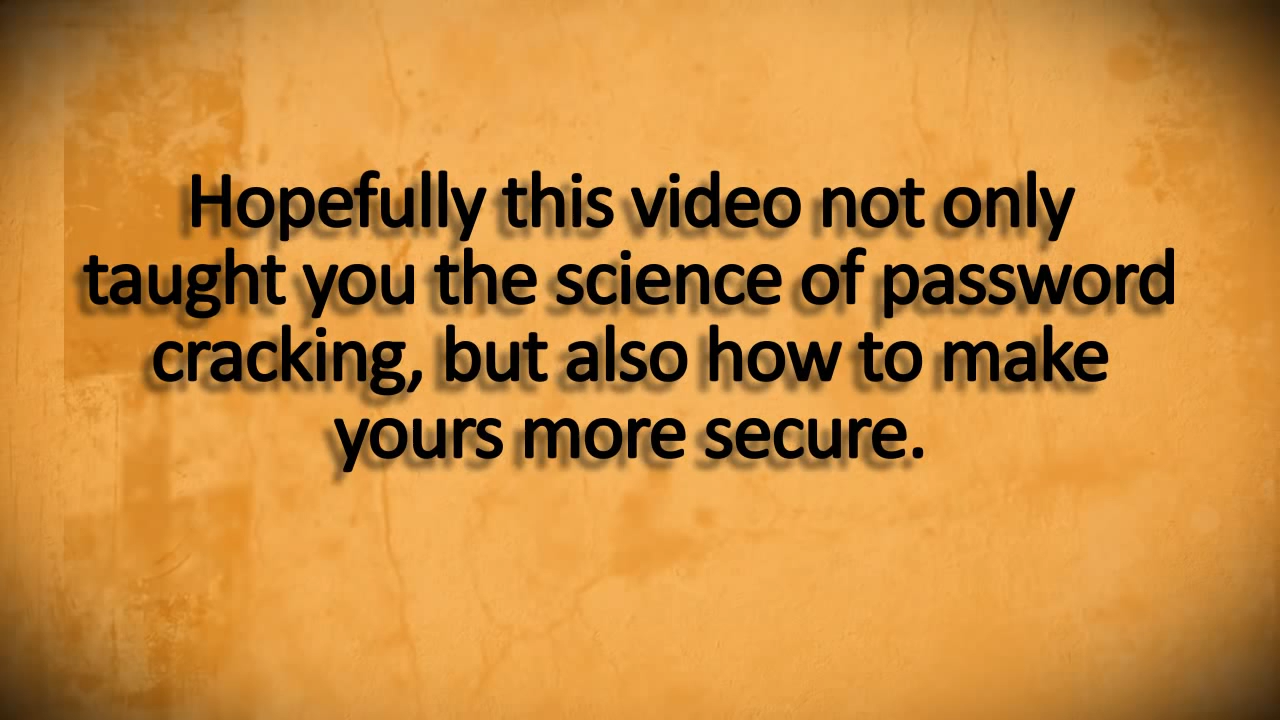 Hopefully this video not only
taught you the science of password
cracking, but also how to make
yours more secure.